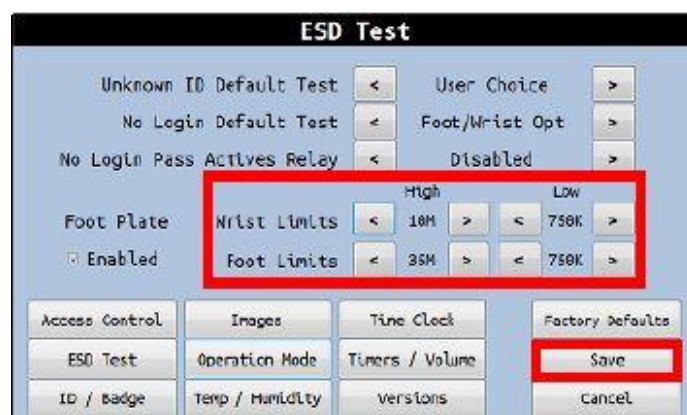 ESD Test
Unknown ID Default Test < User Choice >
No Login Default Test < Foot/Wrist Opt >
No Login Pass Actives Relay < Disabled >
High Low
Foot Plate Wrist Limits < 10M > < 750K >
Enabled Foot Limits < 35M > < 750K >
Access Control Images Time Clock Factory Defaults
ESD Test Operation Mode Timers / Volume Save
ID / Badge Temp / Humidity Versions Cancel